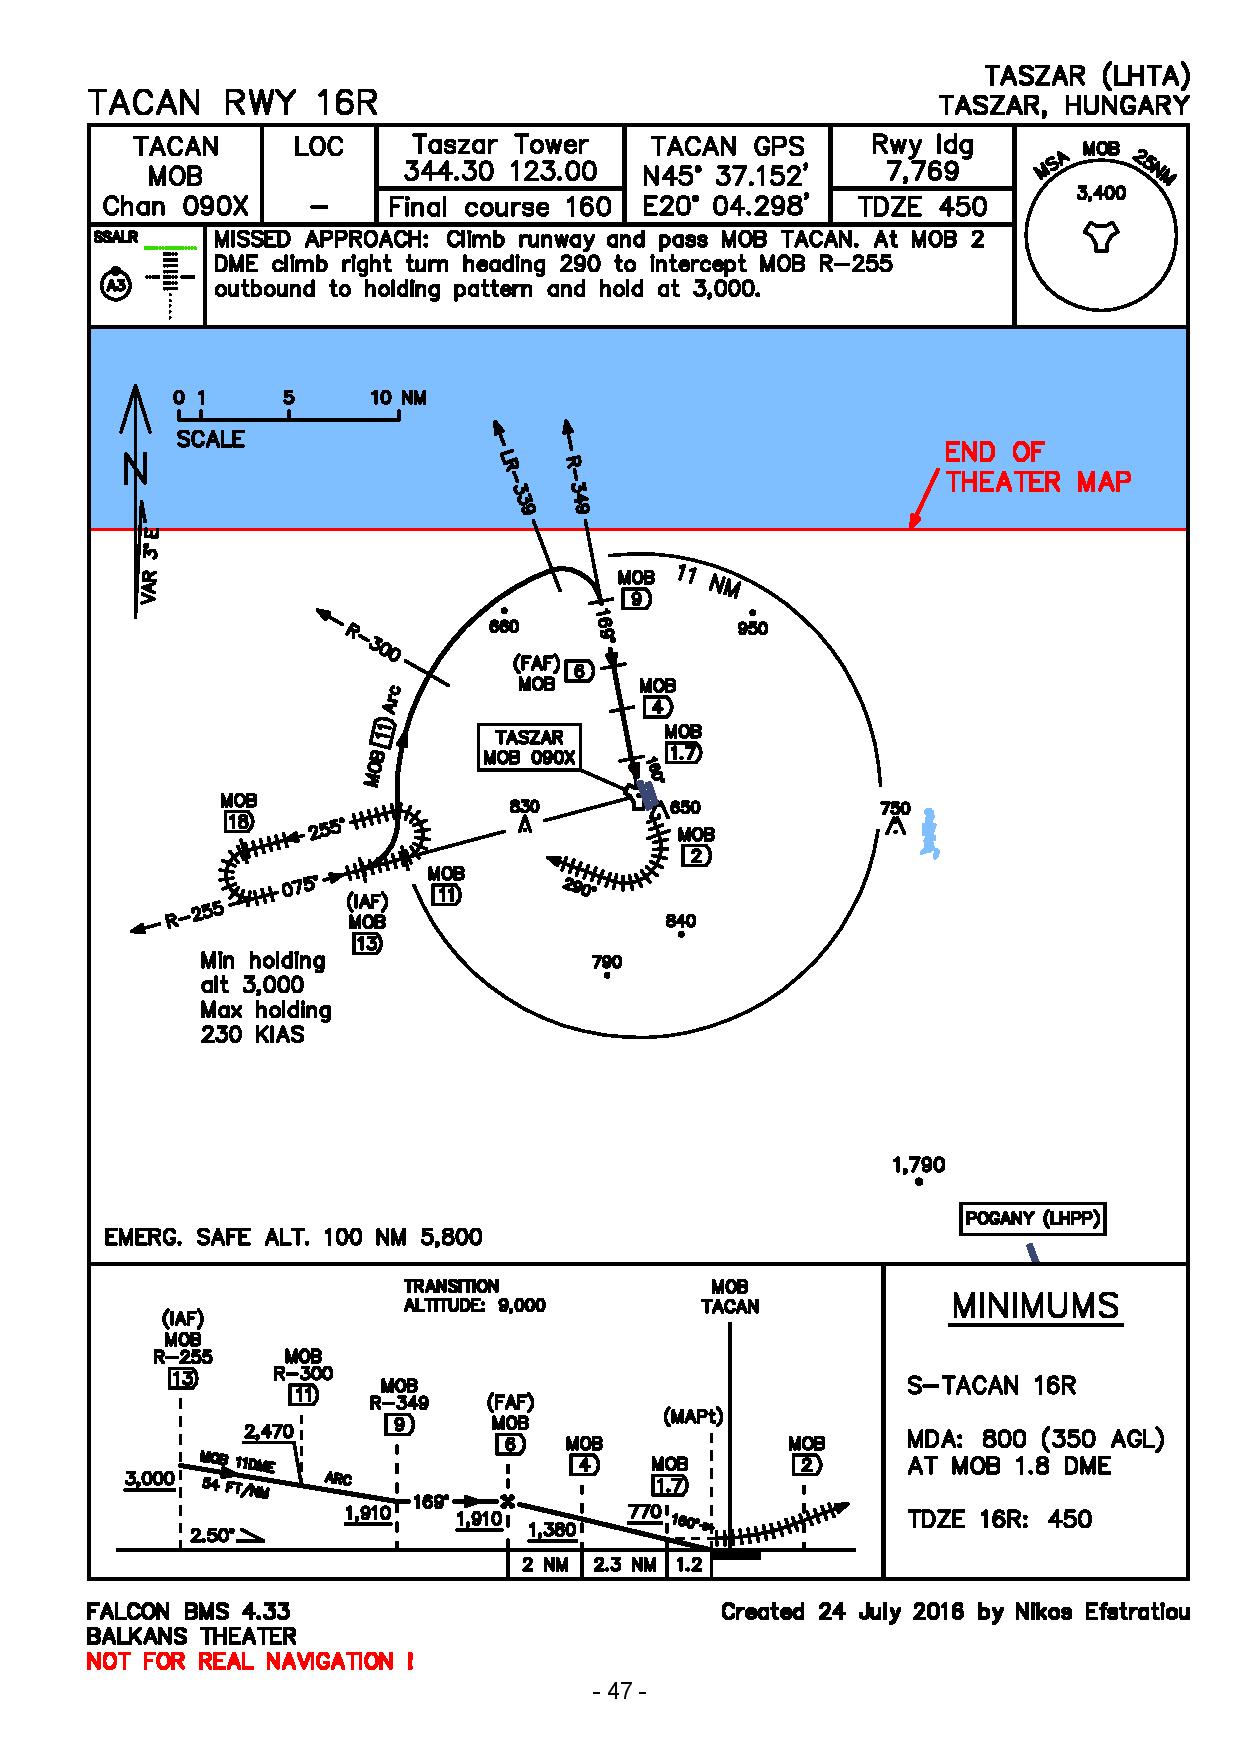 TACAN RWY 16R
TASZAR (LHTA)
TASZAR, HUNGARY
TACAN
MOB
Chan 090X
LOC
–
Taszar Tower
344.30 123.00
Final course 160
TACAN GPS
N45° 37.152'
E20° 04.298'
Rwy ldg
7,769
TDZE 450
MSA MOB 25NM
3,400
SSALR
A3
MISSED APPROACH: Climb runway and pass MOB TACAN. At MOB 2
DME climb right turn heading 290 to intercept MOB R–255
outbound to holding pattern and hold at 3,000.
0 1 5 10 NM
SCALE
N
VAR 3° E
END OF
THEATER MAP
LR–339
R–349
MOB
9
11 NM
169°
660
950
R–300
(FAF)
MOB
6
MOB
4
MOB 11 Arc
TASZAR
MOB 090X
MOB
1.7
160°
MOB
18
255°
830
650
750
MOB
2
075°
290°
R–255
(IAF)
MOB
13
MOB
11
840
790
Min holding
alt 3,000
Max holding
230 KIAS
1,790
POGANY (LHPP)
EMERG. SAFE ALT. 100 NM 5,800
TRANSITION
ALTITUDE: 9,000
MOB
TACAN
(IAF)
MOB
R–255
13
MOB
R–300
11
MOB
R–349
9
(FAF)
MOB
6
MOB
4
(MAPt)
MOB
1.7
MOB
2
2,470
3,000
MOB 11DME
54 FT/NM
ARC
1,910
169°
1,910
1,380
770
160°
2.50°
2 NM
2.3 NM
1.2
MINIMUMS
S–TACAN 16R
MDA: 800 (350 AGL)
AT MOB 1.8 DME
TDZE 16R: 450
FALCON BMS 4.33
BALKANS THEATER
NOT FOR REAL NAVIGATION !
Created 24 July 2016 by Nikos Efstratiou
- 47 -